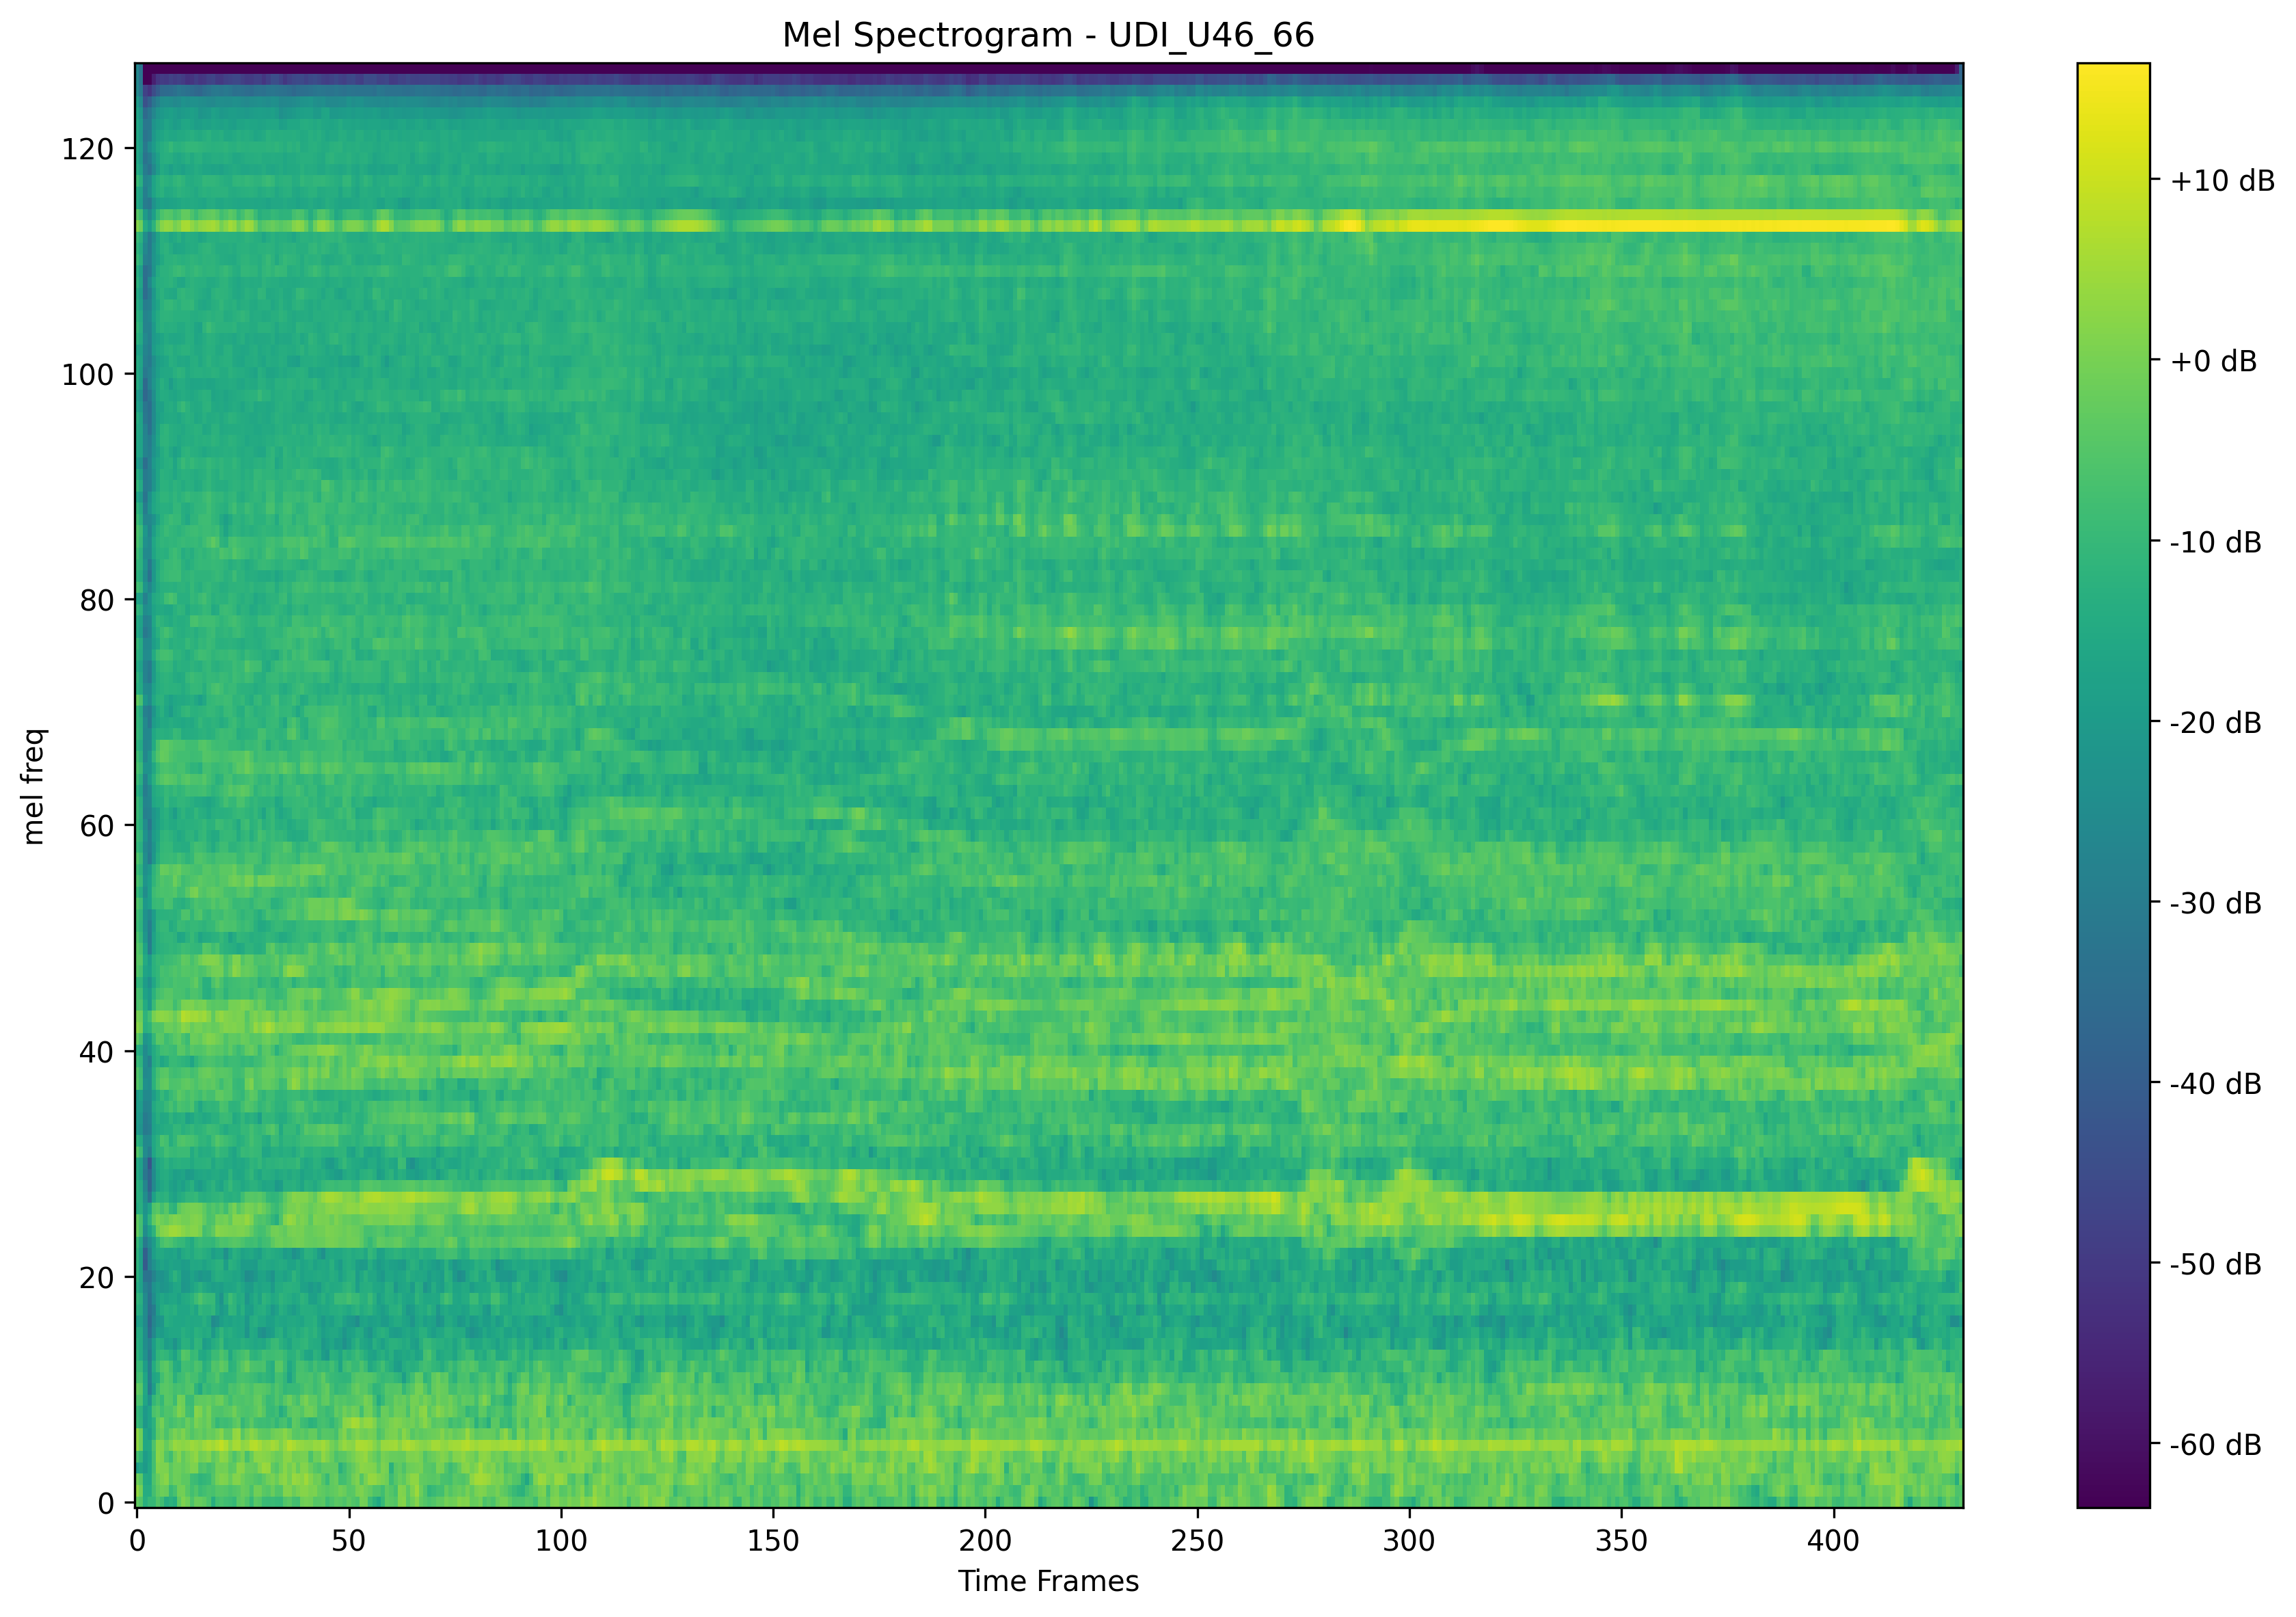 Mel Spectrogram - UDI_U46_66
mel freq
120
100
80
60
40
20
0
0 50 100 150 200 250 300 350 400
Time Frames
+10 dB
+0 dB
-10 dB
-20 dB
-30 dB
-40 dB
-50 dB
-60 dB